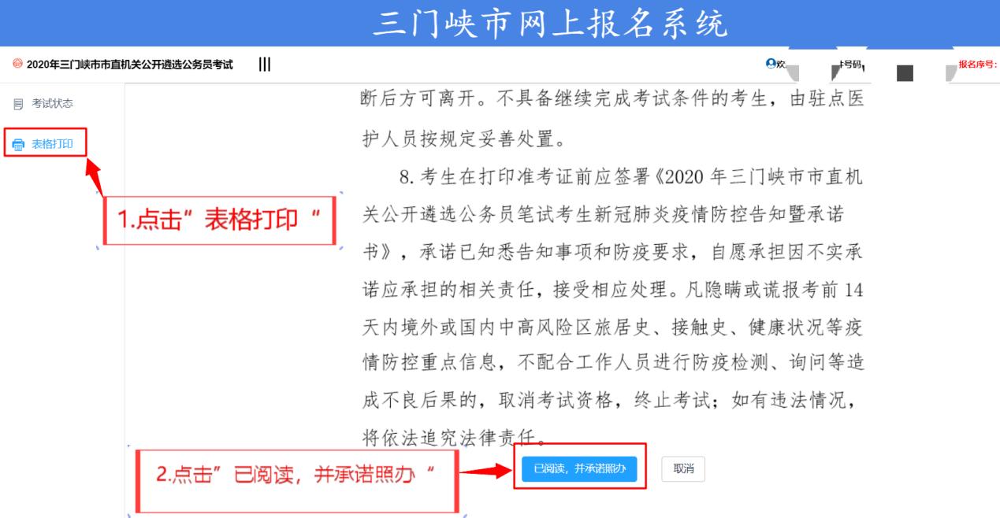 三门峡市网上报名系统
2020年三门峡市市直机关公开遴选公务员考试
欢
卡号码
报名序号:
考试状态
表格打印
断后方可离开。不具备继续完成考试条件的考生，由驻点医
护人员按规定妥善处置。
8.考生在打印准考证前应签署《2020 年三门峡市市直机
关公开遴选公务员笔试考生新冠肺炎疫情防控告知暨承诺
书》，承诺已知悉告知事项和防疫要求，自愿承担因不实承
诺应承担的相关责任，接受相应处理。凡隐瞒或谎报考前 14
天内境外或国内中高风险区旅居史、接触史、健康状况等疫
情防控重点信息，不配合工作人员进行防疫检测、询问等造
成不良后果的，取消考试资格，终止考试；如有违法情况，
将依法追究法律责任。
1.点击”表格打印“
2.点击”已阅读，并承诺照办“
已阅读，并承诺照办
取消